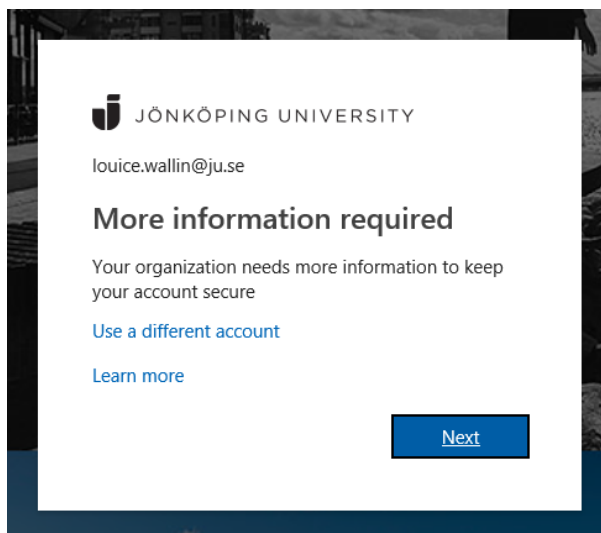 JÖNKÖPING UNIVERSITY
louice.wallin@ju.se
More information required
Your organization needs more information to keep
your account secure
Use a different account
Learn more
Next